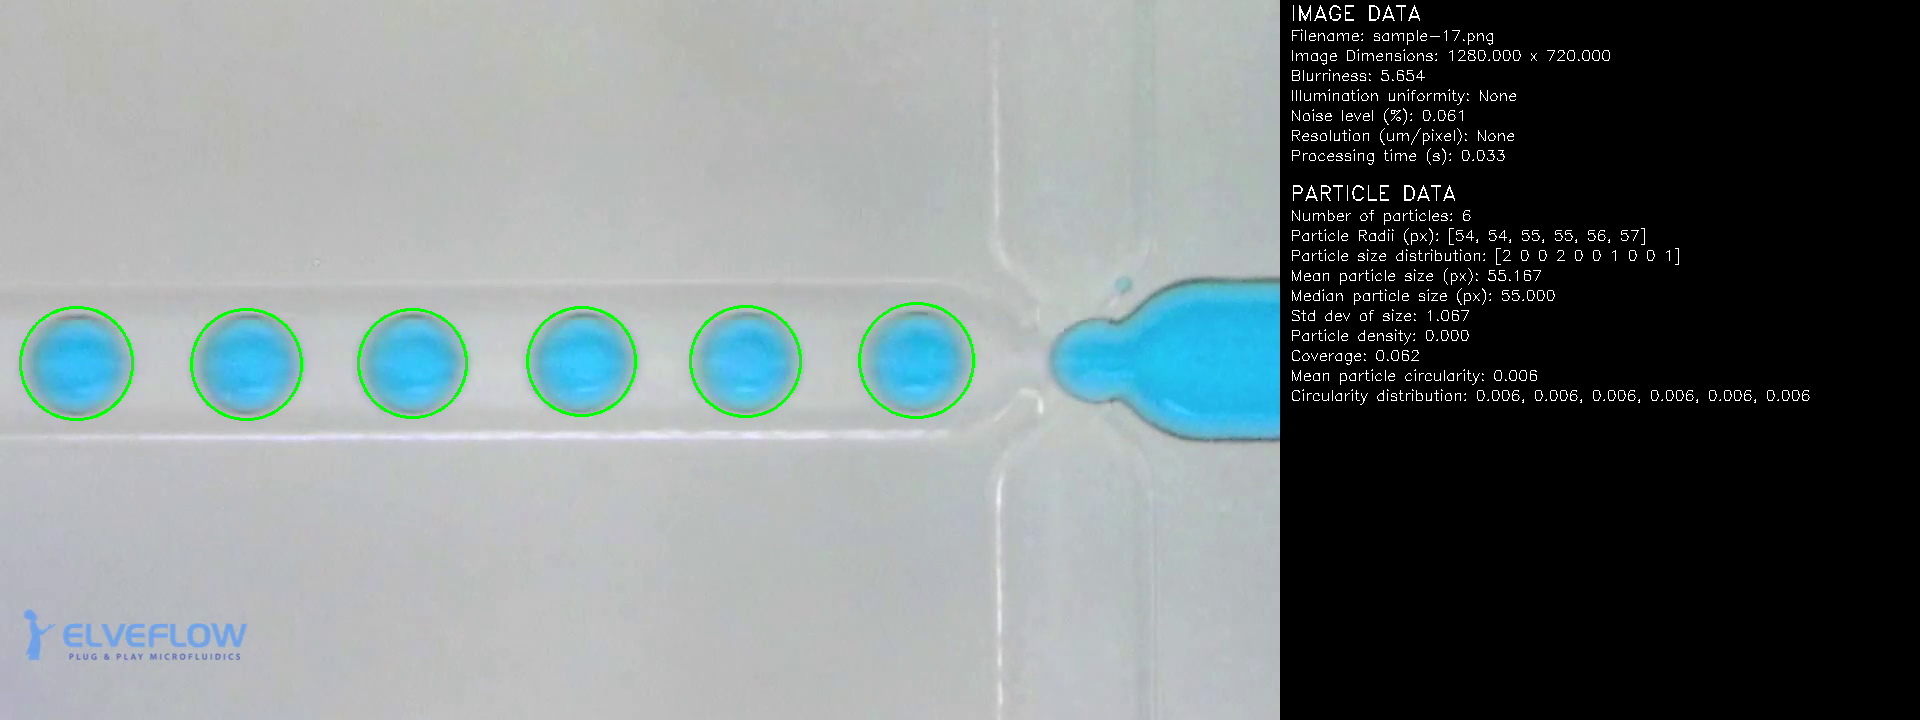 IMAGE DATA
Filename: sample-17.png
Image Dimensions: 1280.000 x 720.000
Blurriness: 5.654
Illumination uniformity: None
Noise level (%): 0.061
Resolution (um/pixel): None
Processing time (s): 0.033
PARTICLE DATA
Number of particles: 6
Particle Radii (px): [54, 54, 55, 55, 56, 57]
Particle size distribution: [2 0 0 2 0 0 1 0 0 1]
Mean particle size (px): 55.167
Median particle size (px): 55.000
Std dev of size: 1.067
Particle density: 0.000
Coverage: 0.062
Mean particle circularity: 0.006
Circularity distribution: 0.006, 0.006, 0.006, 0.006, 0.006, 0.006
ELVEFLOW
PLUG & PLAY MICROFLUIDICS